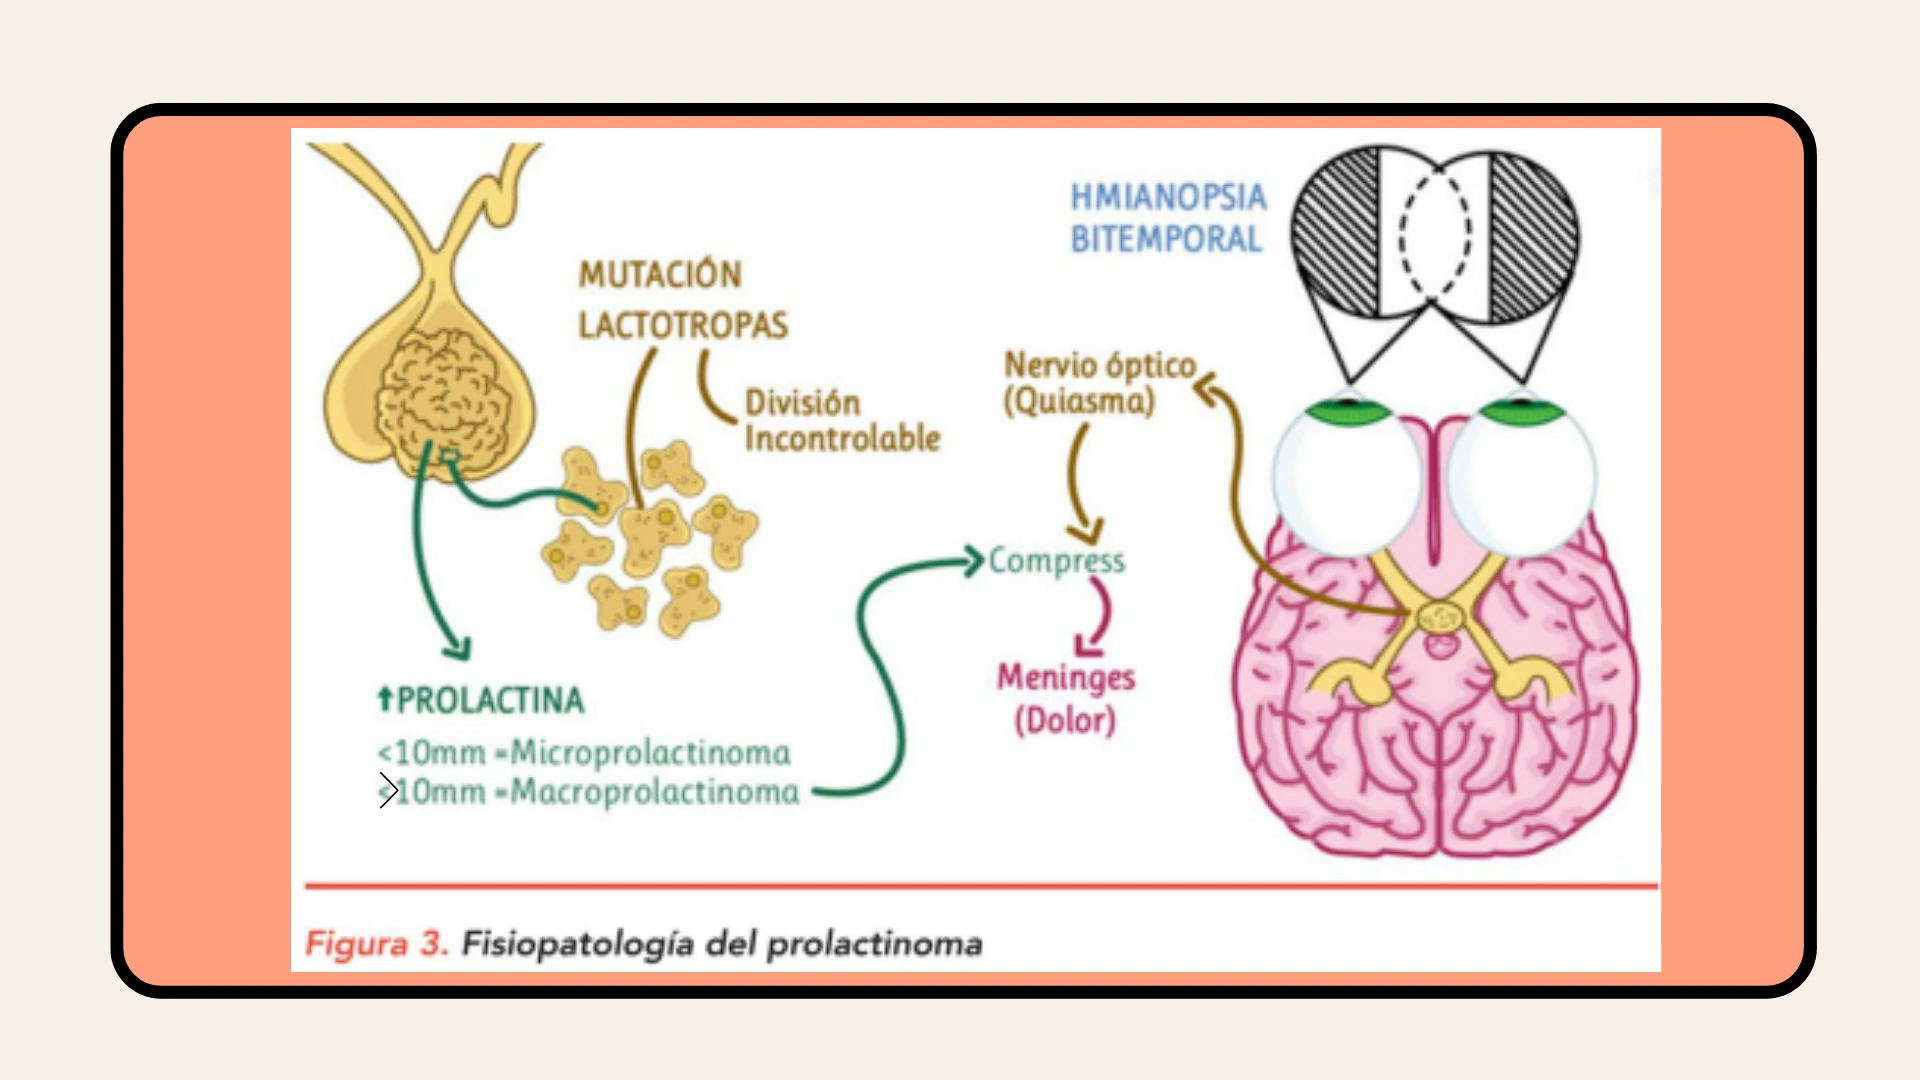 HMIANOPSIA
BITEMPORAL
MUTACIÓN
LACTOTROPAS
División
Incontrolable
Nervio óptico
(Quiasma)
Compress
Meninges
(Dolor)
↑PROLACTINA
<10mm =Microprolactinoma
>10mm =Macroprolactinoma
Figura 3. Fisiopatología del prolactinoma